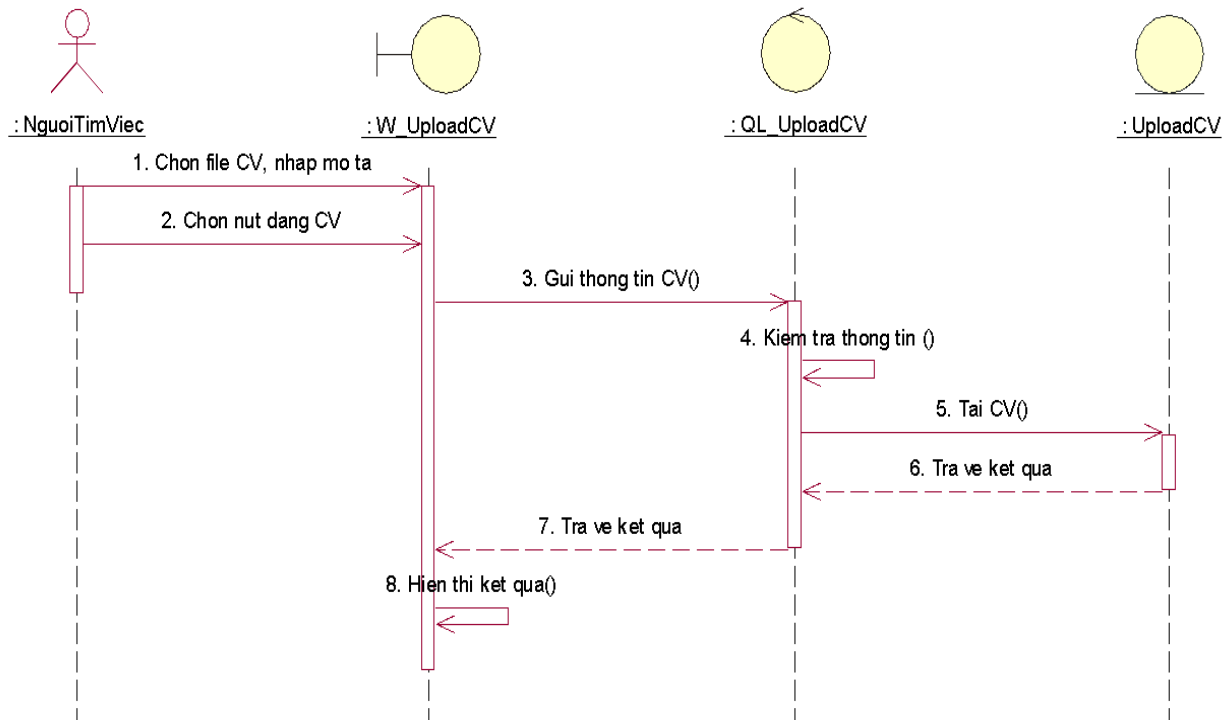 : NguoiTimViec
: W_UploadCV
: QL_UploadCV
: UploadCV
1. Chon file CV, nhap mo ta
2. Chon nut dang CV
3. Gui thong tin CV()
4. Kiem tra thong tin ()
5. Tai CV()
6. Tra ve ket qua
7. Tra ve ket qua
8. Hien thi ket qua()